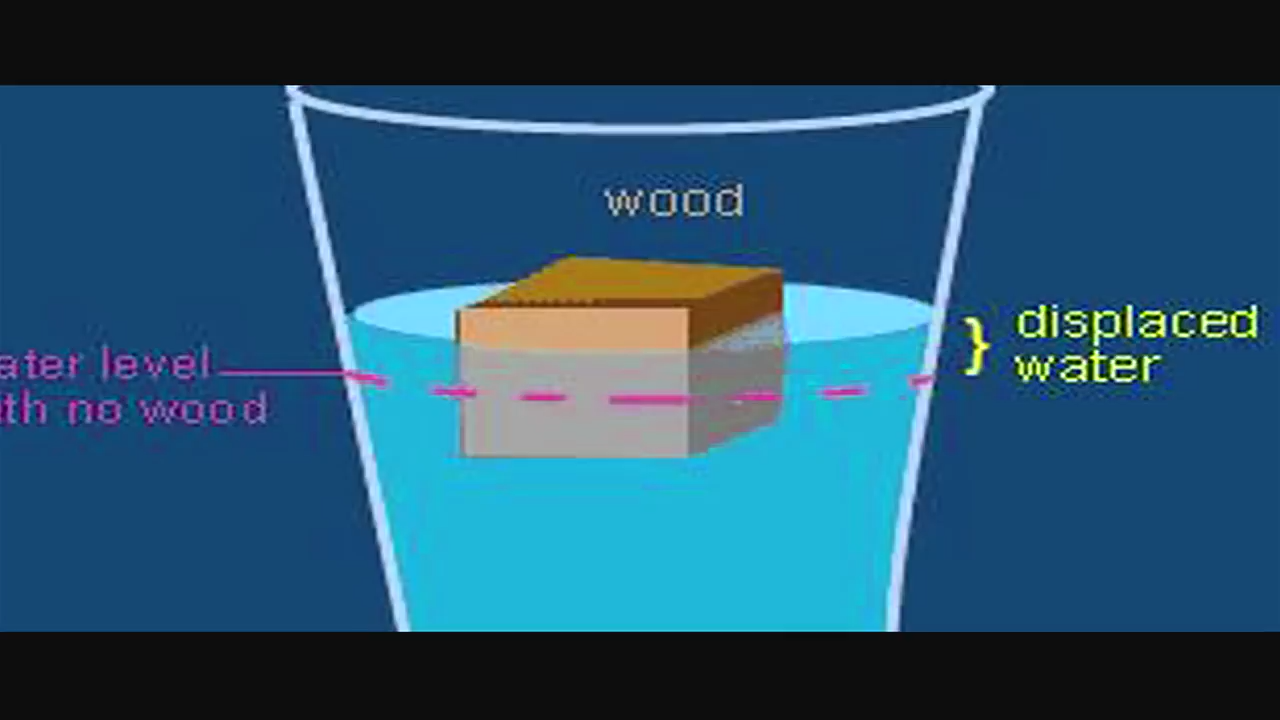 wood
displaced
water
ater level
th no wood